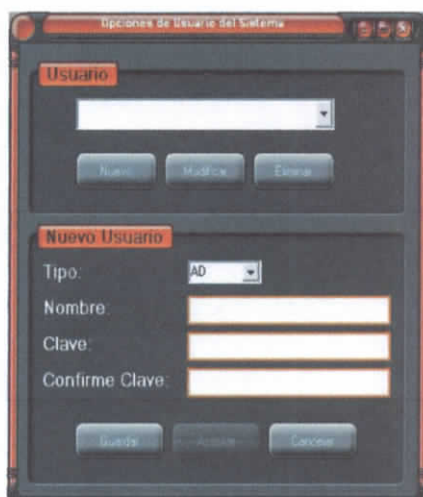 Opciones de Usuario del Sistema
Usuario
Nuevo Modificar Eliminar
Nuevo Usuario
Tipo: AD
Nombre:
Clave:
Confirme Clave:
Guardar Cancelar